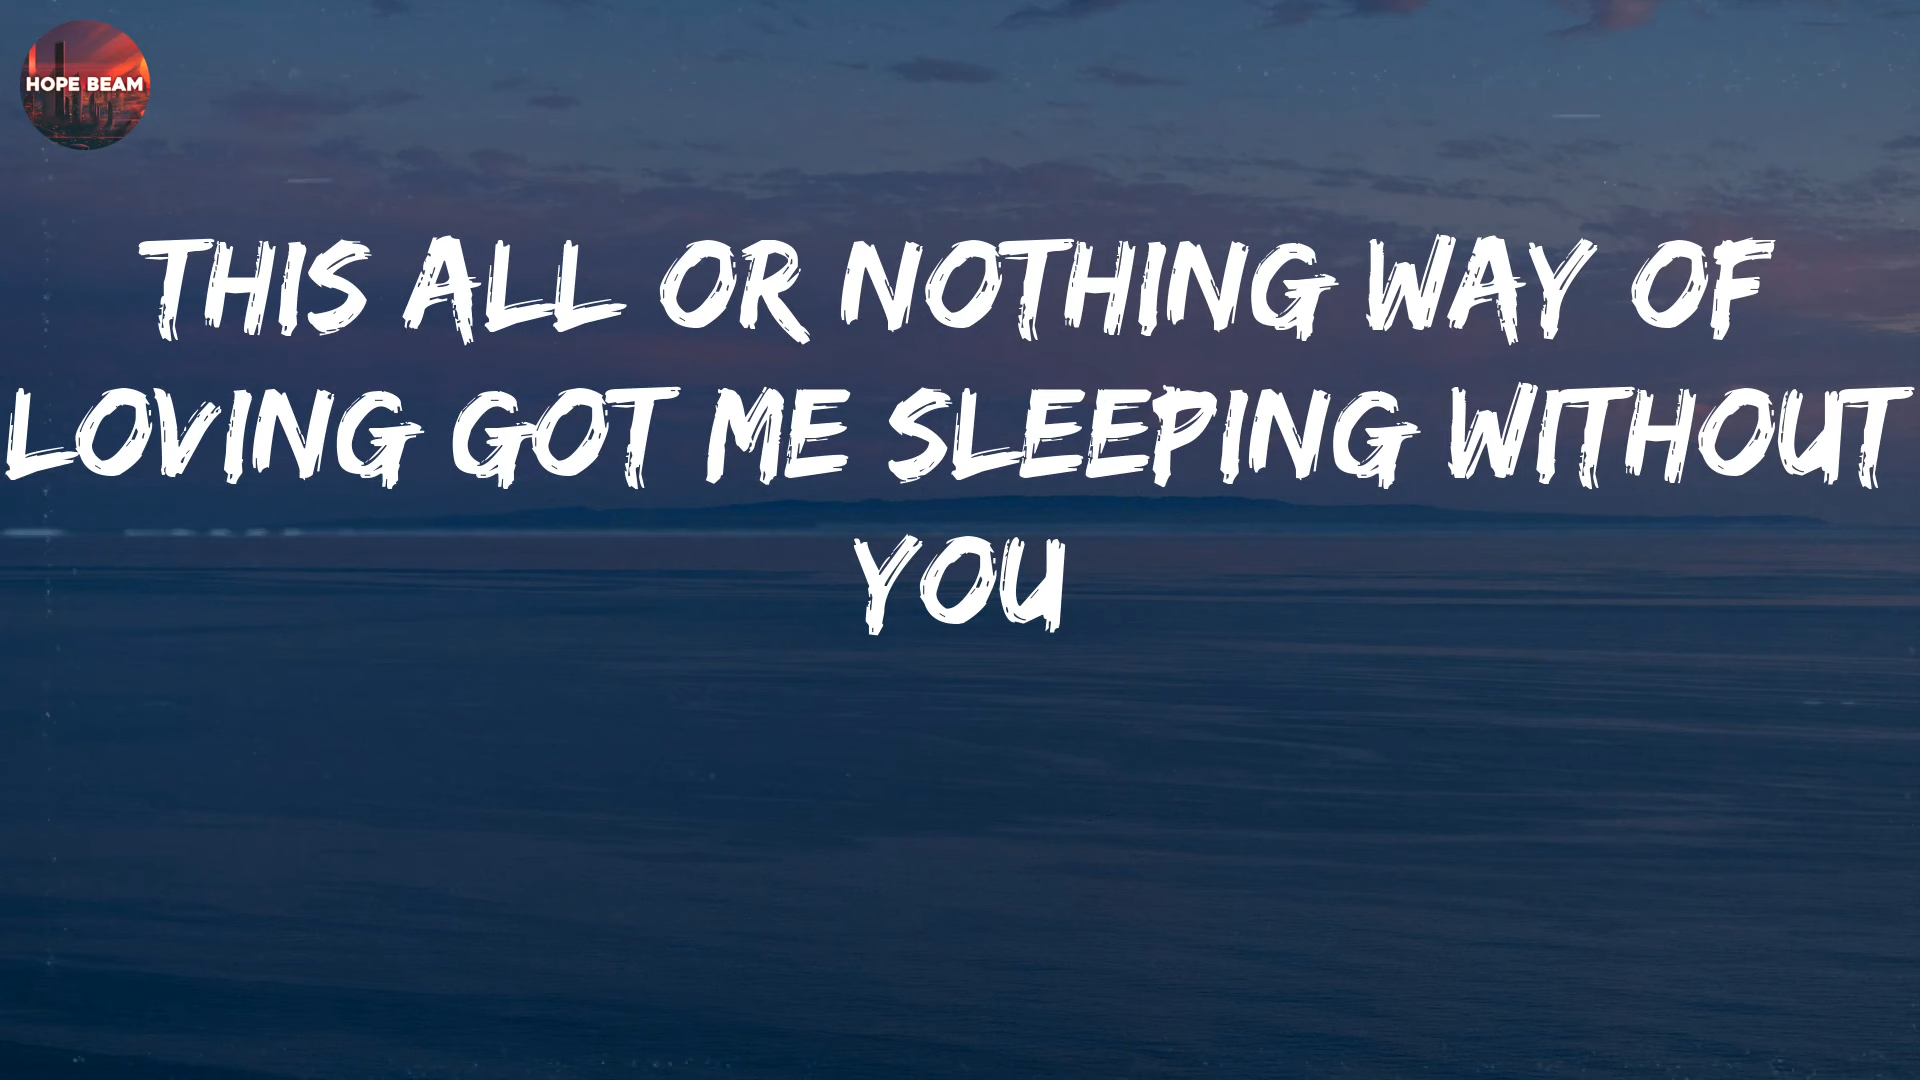 HOPE BEAM
THIS ALL OR NOTHING WAY OF
LOVING GOT ME SLEEPING WITHOUT
YOU